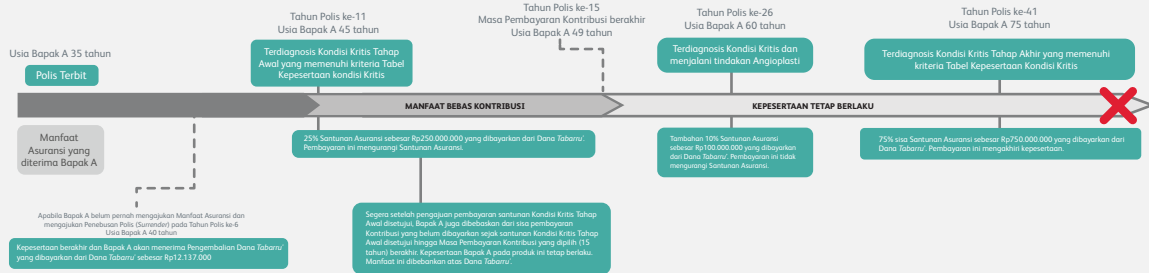 Usia Bapak A 35 tahun
Polis Terbit
Tahun Polis ke-11
Usia Bapak A 45 tahun
Terdiagnosis Kondisi Kritis Tahap
Awal yang memenuhi kriteria Tabel
Kepesertaan kondisi Kritis
Tahun Polis ke-15
Masa Pembayaran Kontribusi berakhir
Usia Bapak A 49 tahun
Tahun Polis ke-26
Usia Bapak A 60 tahun
Terdiagnosis Kondisi Kritis dan
menjalani tindakan Angioplasti
Tahun Polis ke-41
Usia Bapak A 75 tahun
Terdiagnosis Kondisi Kritis Tahap Akhir yang memenuhi
kriteria Tabel Kepesertaan Kondisi Kritis
MANFAAT BEBAS KONTRIBUSI
KEPESERTAAN TETAP BERLAKU
Manfaat
Asuransi yang
diterima Bapak A
25% Santunan Asuransi sebesar Rp250.000.000 yang dibayarkan dari Dana Tabarru’.
Pembayaran ini mengurangi Santunan Asuransi.
Tambahan 10% Santunan Asuransi
sebesar Rp100.000.000 yang dibayarkan
dari Dana Tabarru’. Pembayaran ini tidak
mengurangi Santunan Asuransi.
75% sisa Santunan Asuransi sebesar Rp750.000.000 yang dibayarkan dari
Dana Tabarru’. Pembayaran ini mengakhiri kepesertaan.
Apabila Bapak A belum pernah mengajukan Manfaat Asuransi dan
mengajukan Penebusan Polis (Surrender) pada Tahun Polis ke-6
Usia Bapak A 40 tahun
Kepesertaan berakhir dan Bapak A akan menerima Pengembalian Dana Tabarru’
yang dibayarkan dari Dana Tabarru’ sebesar Rp12.137.000
Segera setelah pengajuan pembayaran santunan Kondisi Kritis Tahap
Awal disetujui, Bapak A juga dibebaskan dari sisa pembayaran
Kontribusi yang belum dibayarkan sejak santunan Kondisi Kritis Tahap
Awal disetujui hingga Masa Pembayaran Kontribusi yang dipilih (15
tahun) berakhir. Kepesertaan Bapak A pada produk ini tetap berlaku.
Manfaat ini dibebankan atas Dana Tabarru’.